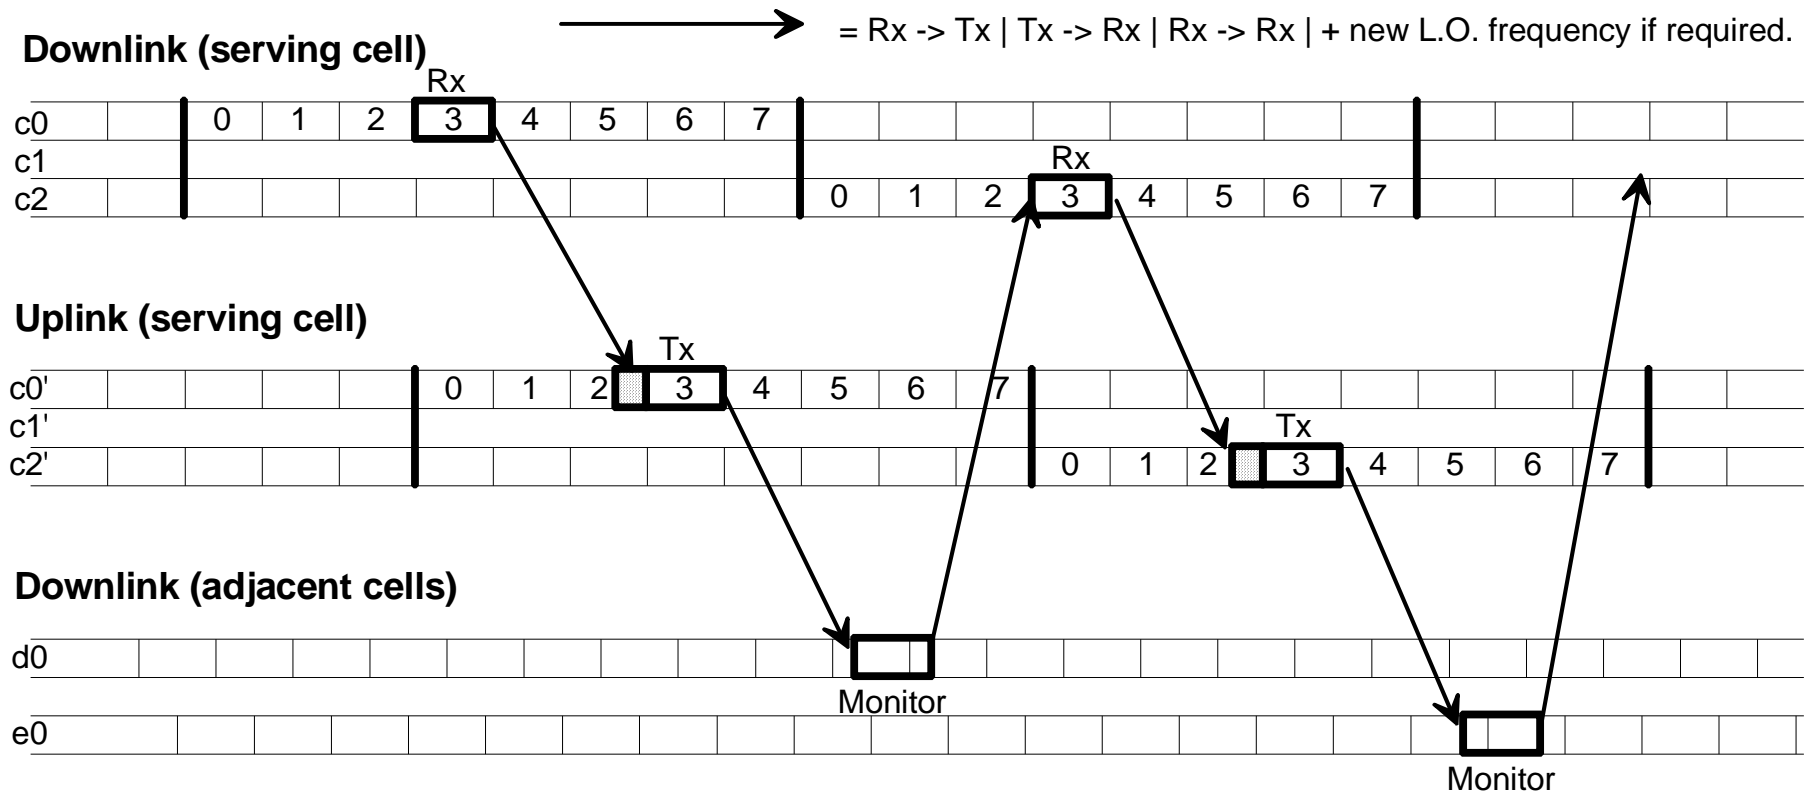 = Rx -> Tx | Tx -> Rx | Rx -> Rx | + new L.O. frequency if required.
Downlink (serving cell)
Rx
c0 0 1 2 3 4 5 6 7
c1 Rx
c2 0 1 2 3 4 5 6 7
Uplink (serving cell)
Tx
c0' 0 1 2 3 4 5 6 7
c1' Tx
c2' 0 1 2 3 4 5 6 7
Downlink (adjacent cells)
d0
Monitor
e0
Monitor